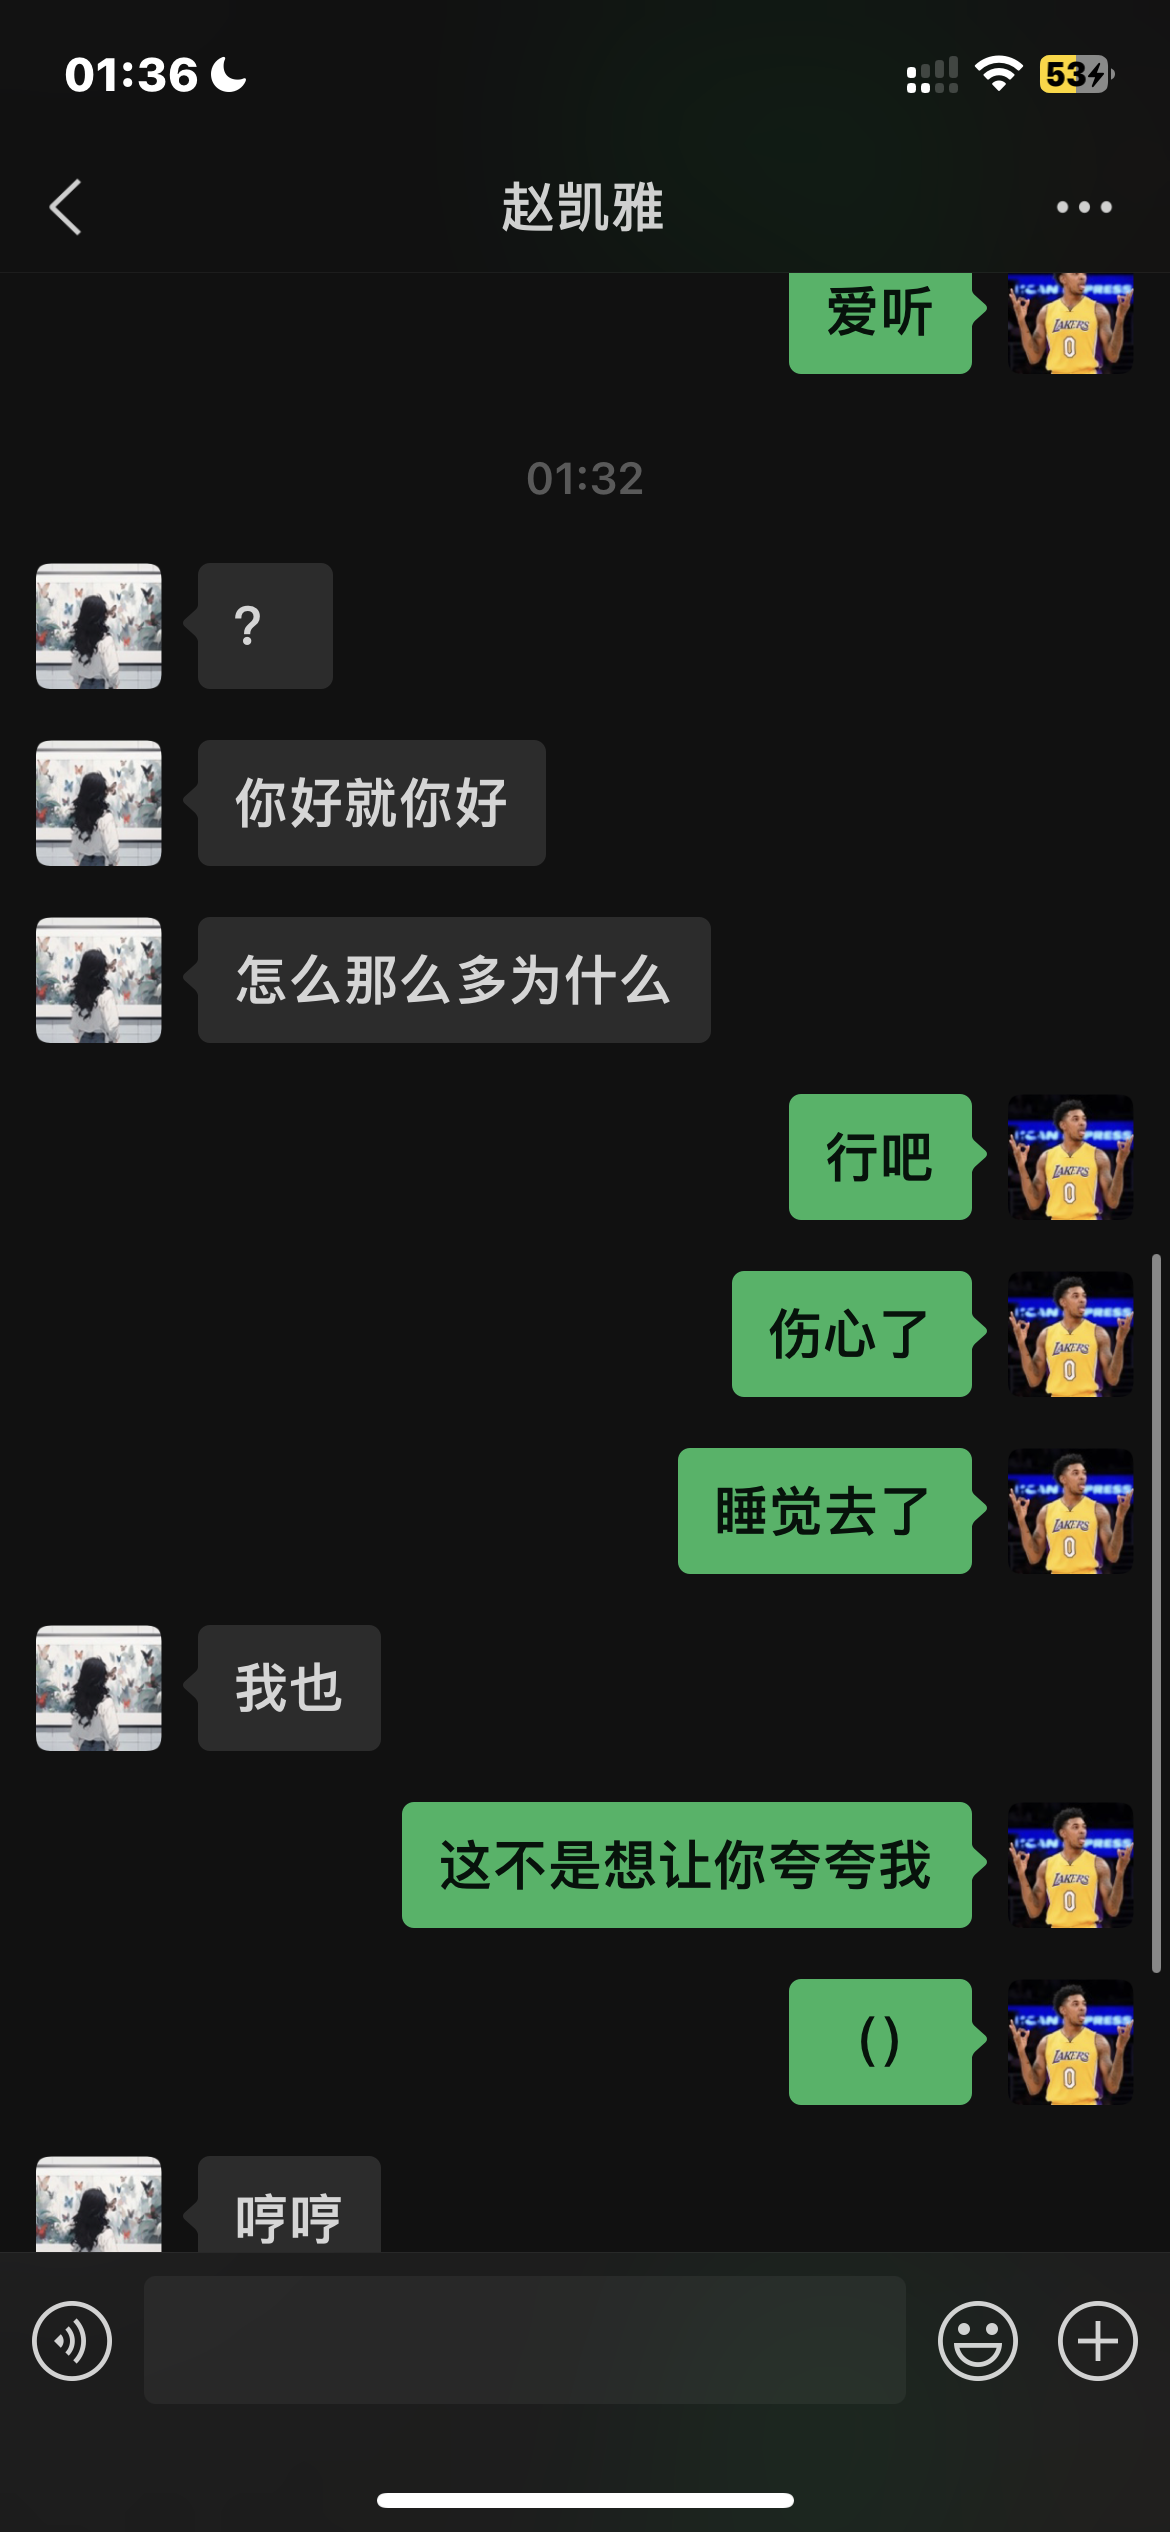 01:36
53
赵凯雅
爱听
01:32
?
你好就你好
怎么那么多为什么
行吧
伤心了
睡觉去了
我也
这不是想让你夸夸我
()
哼哼